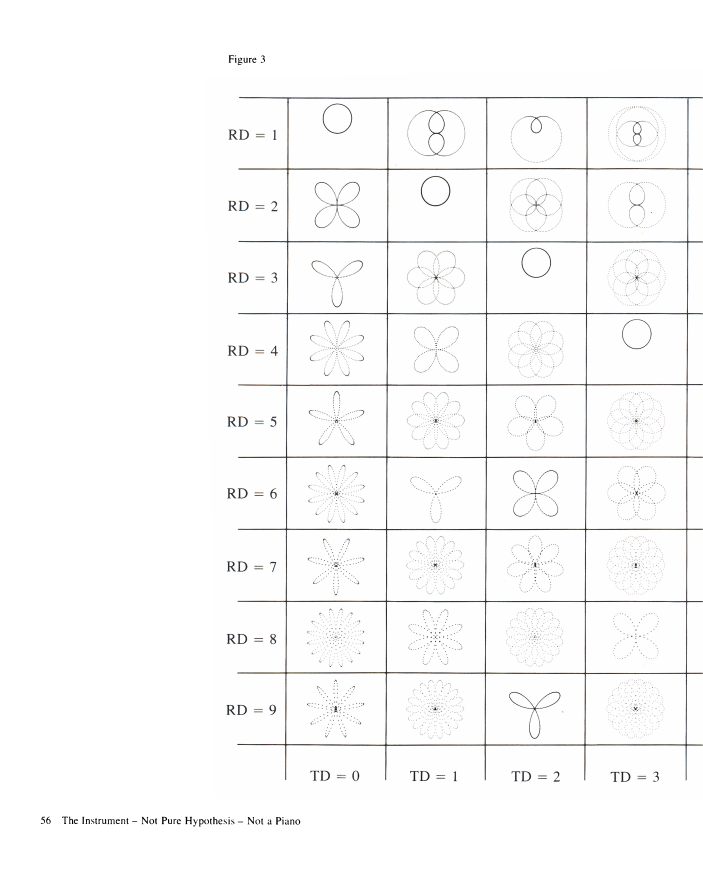 Figure 3
RD = 1
RD = 2
RD = 3
RD = 4
RD = 5
RD = 6
RD = 7
RD = 8
RD = 9
TD = 0 TD = 1 TD = 2 TD = 3
56 The Instrument – Not Pure Hypothesis – Not a Piano